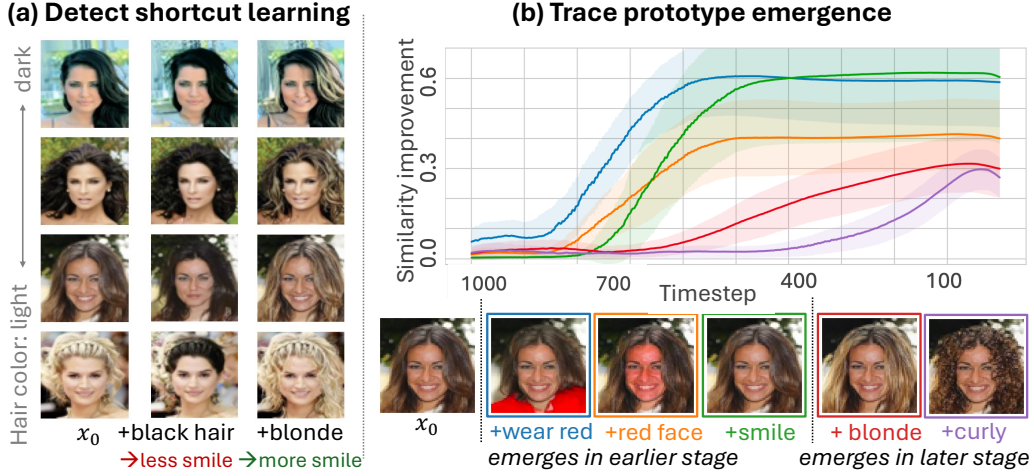 (a) Detect shortcut learning
dark
Hair color: light
x₀
+black hair
+blonde
→less smile
→more smile
(b) Trace prototype emergence
Similarity improvement
0.6
0.3
0.0
1000
700
400
100
Timestep
x₀
+wear red
+red face
+smile
+ blonde
+curly
emerges in earlier stage
emerges in later stage